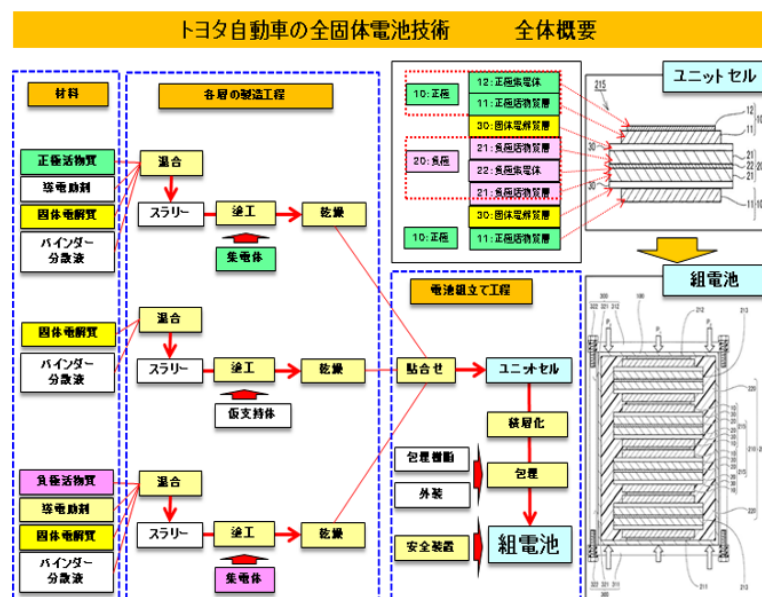 トヨタ自動車の全固体電池技術 全体概要
材料
各層の製造工程
正極活物質
導電助剤
固体電解質
バインダー
分散液
混合
スラリー
塗工
乾燥
集電体
固体電解質
バインダー
分散液
混合
スラリー
塗工
乾燥
仮支持体
負極活物質
導電助剤
固体電解質
バインダー
分散液
混合
スラリー
塗工
乾燥
集電体
10:正極
12:正極集電体
11:正極活物質層
30:固体電解質層
20:負極
21:負極活物質層
22:負極集電体
21:負極活物質層
30:固体電解質層
10:正極
11:正極活物質層
電池組立て工程
貼合せ
ユニットセル
積層化
包埋樹脂
外装
包埋
安全装置
組電池
ユニットセル
215
12
11
10
30
21
22
21
30
11
10
組電池